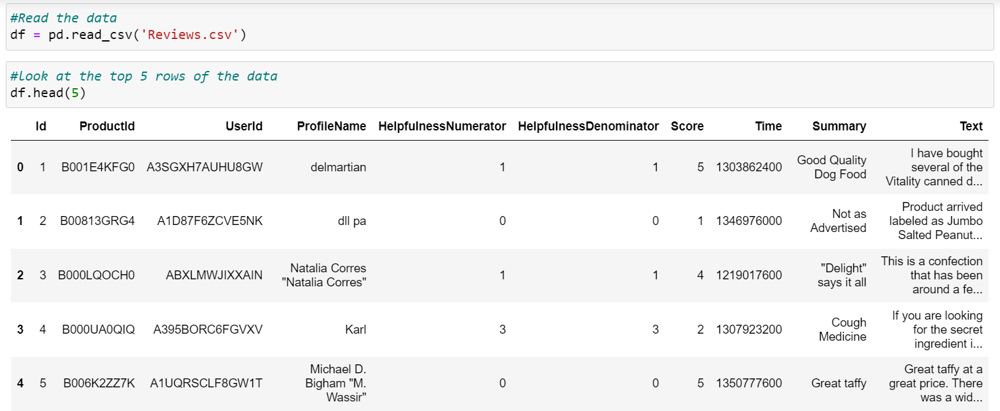 #Read the data
df = pd.read_csv('Reviews.csv')
#look at the top 5 rows of the data
df.head(5)
Id ProductId UserId ProfileName HelpfulnessNumerator HelpfulnessDenominator Score Time Summary Text
0 1 B001E4KFG0 A3SGXH7AUHU8GW delmartian 1 1 5 1303862400 Good Quality Dog Food I have bought several of the Vitality canned d...
1 2 B00813GRG4 A1D87F6ZCVE5NK dll pa 0 0 1 1346976000 Not as Advertised Product arrived labeled as Jumbo Salted Peanut...
2 3 B000LQOCH0 ABXLMWJIXXAIN Natalia Corres "Natalia Corres" 1 1 4 1219017600 "Delight" says it all This is a confection that has been around a fe...
3 4 B000UA0QIQ A395BORC6FGVXV Karl 3 3 2 1307923200 Cough Medicine If you are looking for the secret ingredient i...
4 5 B006K2ZZ7K A1UQRSCLF8GW1T Michael D. Bigham "M. Wassir" 0 0 5 1350777600 Great taffy Great taffy at a great price. There was a wid...